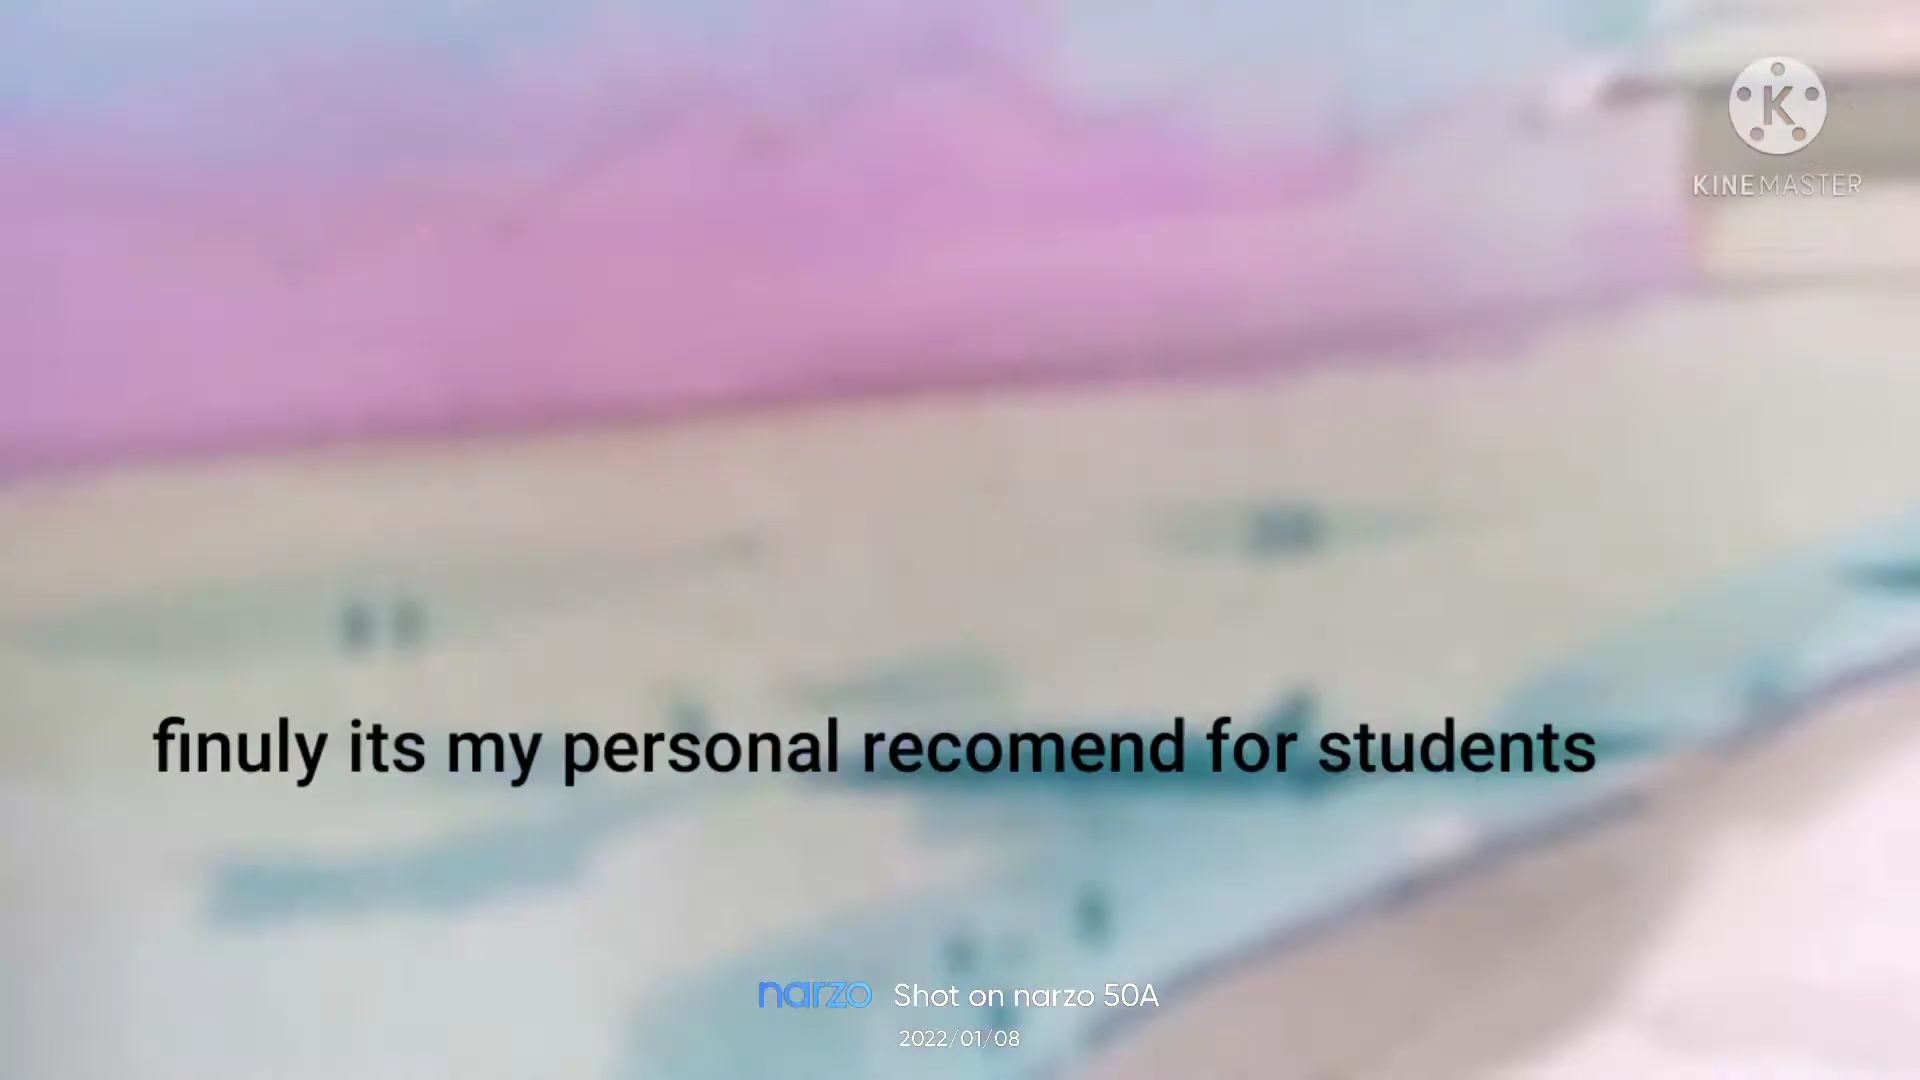 K
KINEMASTER
finuly its my personal recomend for students
narzo Shot on narzo 50A
2022/01/08